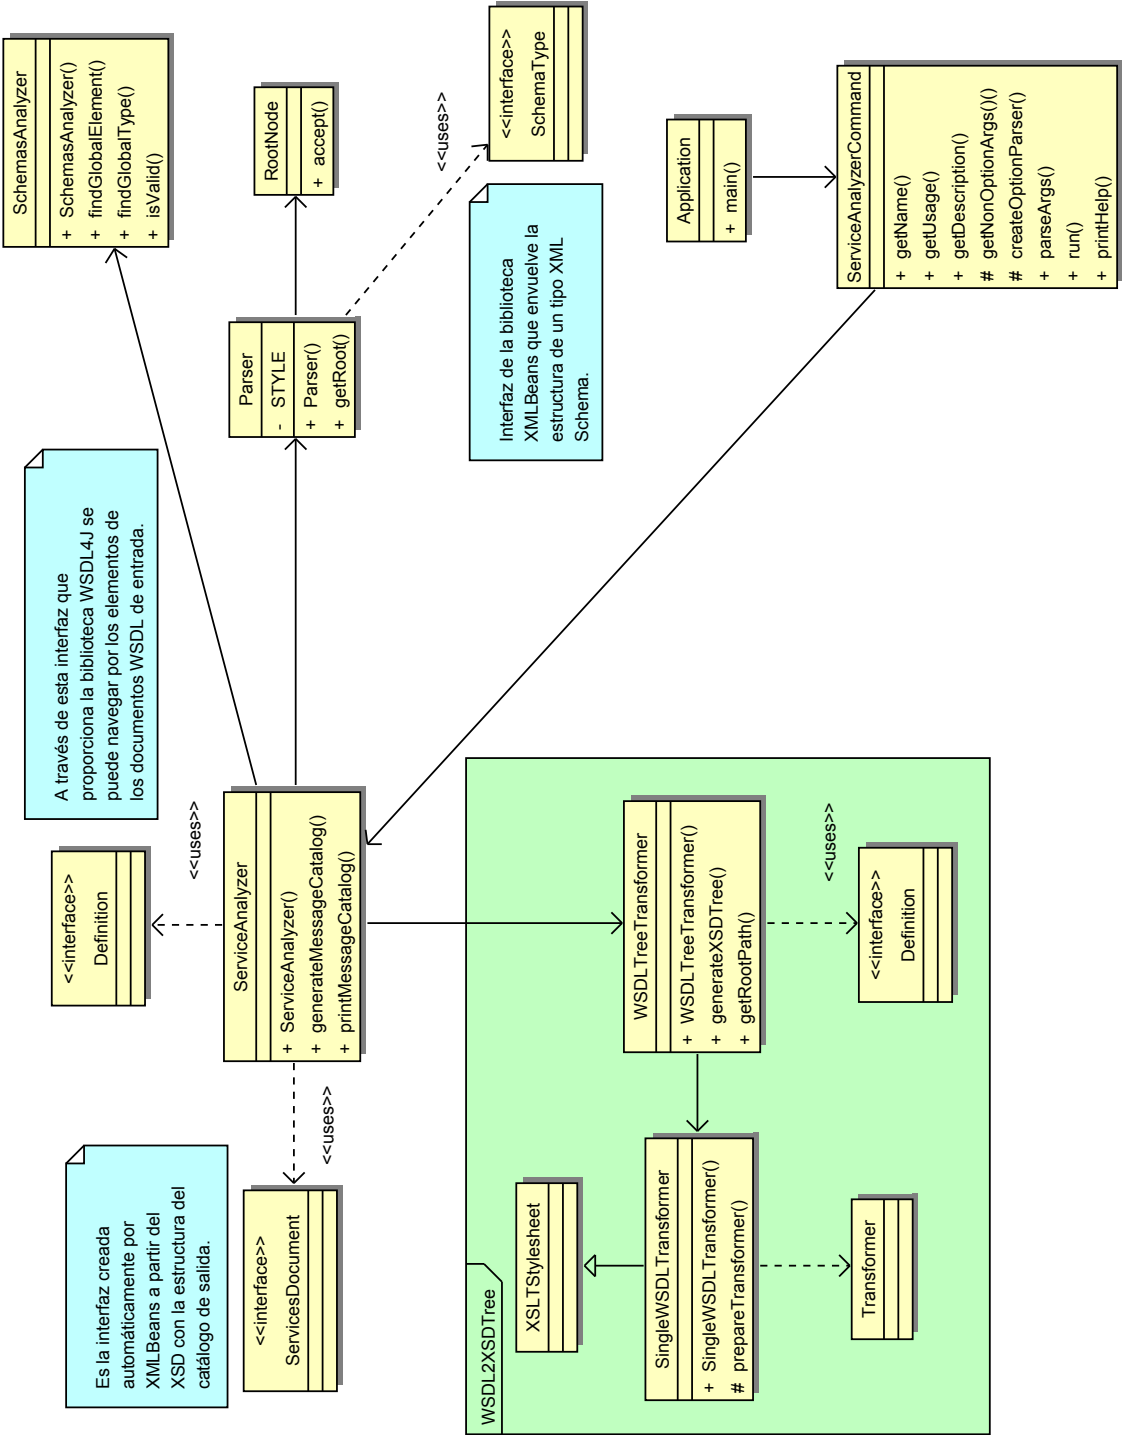 Es la interfaz creada
automáticamente por
XMLBeans a partir del
XSD con la estructura del
catálogo de salida.
<<interface>>
ServicesDocument
<<uses>>
<<interface>>
Definition
<<uses>>
A través de esta interfaz que
proporciona la biblioteca WSDL4J se
puede navegar por los elementos de
los documentos WSDL de entrada.
SchemasAnalyzer
+ SchemasAnalyzer()
+ findGlobalElement()
+ findGlobalType()
+ isValid()
ServiceAnalyzer
+ ServiceAnalyzer()
+ generateMessageCatalog()
+ printMessageCatalog()
Parser
- STYLE
+ Parser()
+ getRoot()
RootNode
+ accept()
<<uses>>
<<interface>>
SchemaType
Interfaz de la biblioteca
XMLBeans que envuelve la
estructura de un tipo XML
Schema.
WSDL2XSDTree
XSLTStylesheet
SingleWSDLTransformer
+ SingleWSDLTransformer()
# prepareTransformer()
Transformer
WSDLTreeTransformer
+ WSDLTreeTransformer()
+ generateXSDTree()
+ getRootPath()
<<uses>>
<<interface>>
Definition
Application
+ main()
ServiceAnalyzerCommand
+ getName()
+ getUsage()
+ getDescription()
# getNonOptionArgs()()
# createOptionParser()
+ parseArgs()
+ run()
+ printHelp()